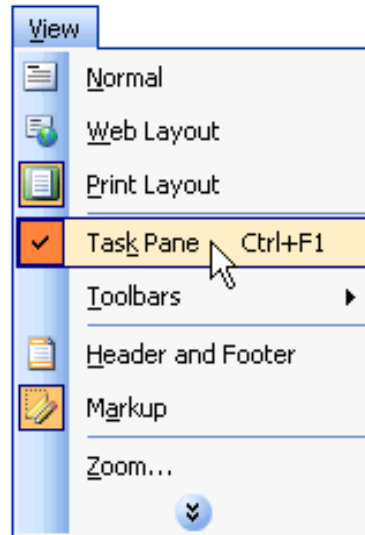 View
Normal
Web Layout
Print Layout
Task Pane Ctrl+F1
Toolbars
Header and Footer
Markup
Zoom...